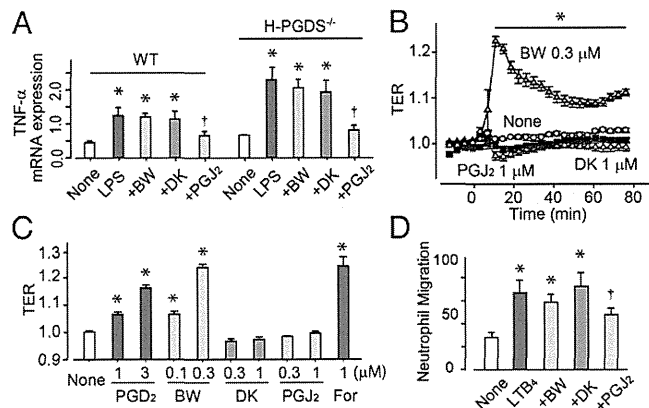 A
H-PGDS-/-
WT
TNF-α
mRNA expression
2.0
1.0
0.0
* * * † * * * †
None LPS +BW +DK +PGJ2 None LPS +BW +DK +PGJ2
B
*
BW 0.3 μM
TER
1.2
1.1
1.0
None
PGJ2 1 μM
DK 1 μM
0 20 40 60 80
Time (min)
C
TER
1.3
1.2
1.1
1.0
0.9
* * * * *
None 1 3 0.1 0.3 0.3 1 0.3 1 1 (μM)
PGD2 BW DK PGJ2 For
D
Neutrophil Migration
100
50
0
* * * †
None LTB4 +BW +DK +PGJ2